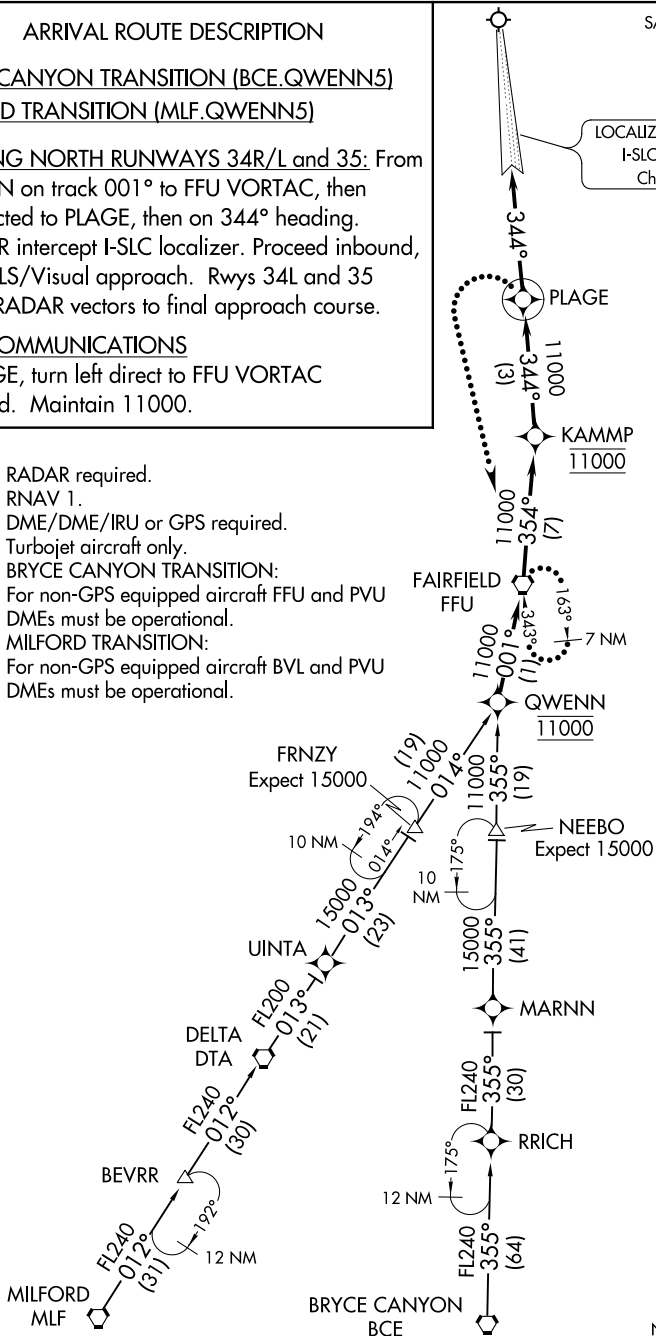 ARRIVAL ROUTE DESCRIPTION
CANYON TRANSITION (BCE.QWENN5)
D TRANSITION (MLF.QWENN5)
NG NORTH RUNWAYS 34R/L and 35: From
N on track 001° to FFU VORTAC, then
cted to PLAGE, then on 344° heading.
R intercept I-SLC localizer. Proceed inbound,
LS/Visual approach. Rwys 34L and 35
RADAR vectors to final approach course.
OMMUNICATIONS
GE, turn left direct to FFU VORTAC
d. Maintain 11000.
SA
LOCALIZ
I-SLC
Ch
344°
PLAGE
11000
344°
(3)
KAMMP
11000
RADAR required.
RNAV 1.
DME/DME/IRU or GPS required.
Turbojet aircraft only.
BRYCE CANYON TRANSITION:
For non-GPS equipped aircraft FFU and PVU
DMEs must be operational.
MILFORD TRANSITION:
For non-GPS equipped aircraft BVL and PVU
DMEs must be operational.
11000
354°
(7)
FAIRFIELD
FFU
163°
343°
7 NM
11000
001°
(1)
QWENN
11000
FRNZY
Expect 15000
(19)
11000
014°
11000
355°
(19)
194°
014°
10 NM
NEEBO
Expect 15000
175°
10
NM
15000
013°
(23)
15000
355°
(41)
UINTA
MARNN
FL200
013°
(21)
DELTA
DTA
FL240
355°
(30)
FL240
012°
(30)
RRICH
175°
12 NM
BEVRR
192°
12 NM
FL240
012°
(31)
FL240
355°
(64)
MILFORD
MLF
BRYCE CANYON
BCE
N